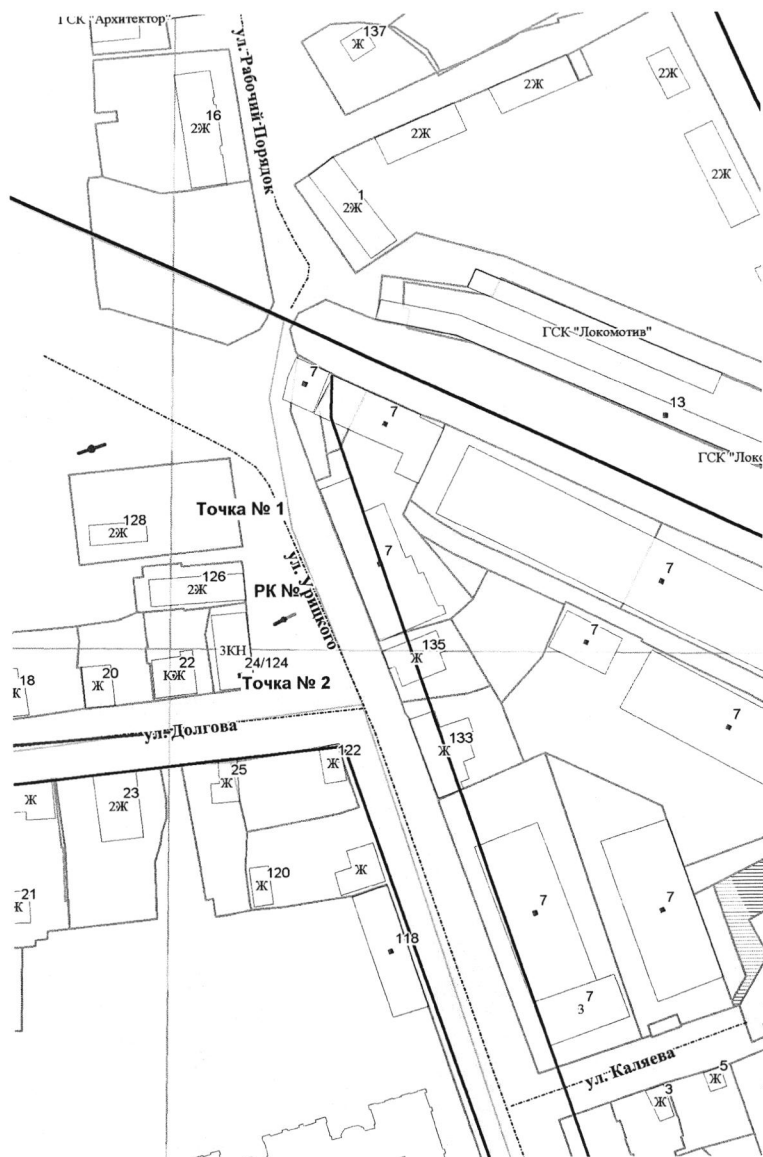 ГСК "Архитектор"
137
Ж
2Ж
2Ж
2Ж
16
2Ж
ул. Рабочий Порядок
2Ж
1
2Ж
ГСК "Локомотив"
7
13
7
ГСК "Локо
Точка № 1
128
2Ж
ул. Урицкого
7
7
126
2Ж
РК №
7
135
Ж
3КН
24/124
22
КЖ
20
Ж
18
Ж
Точка № 2
7
ул. Долгова
133
Ж
122
Ж
25
Ж
23
2Ж
Ж
120
Ж
Ж
21
Ж
7
7
118
7
3
ул. Каляева
5
Ж
3
Ж